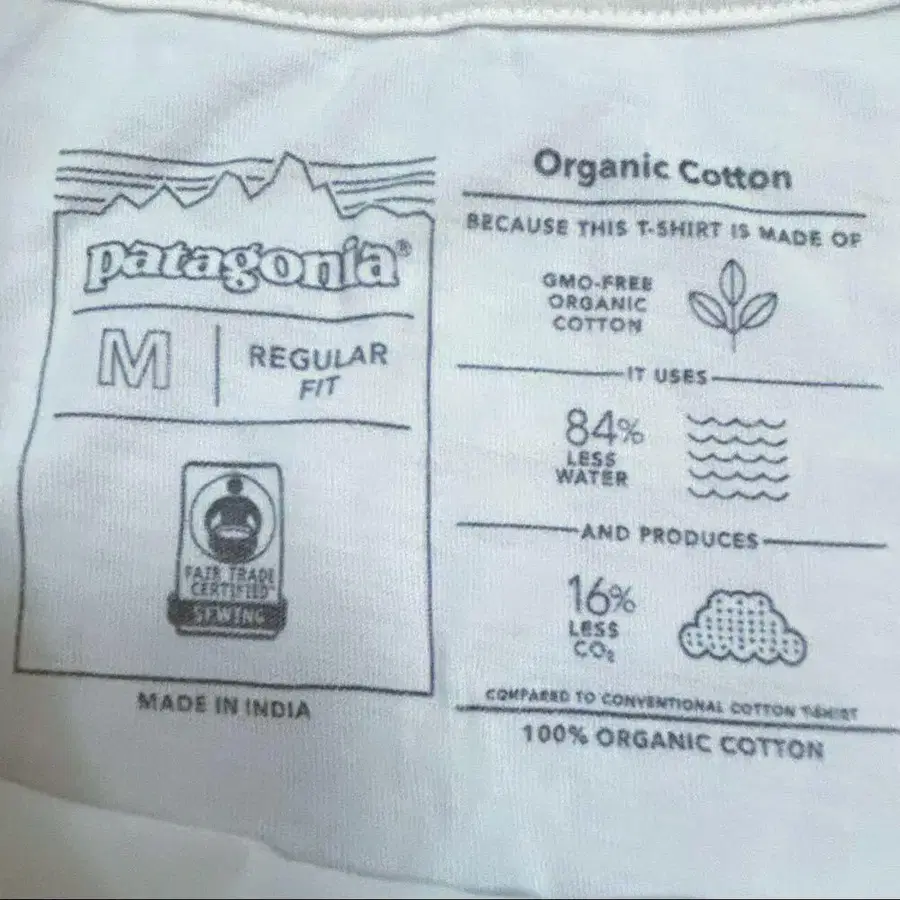 patagonia®
M
REGULAR
FIT
FAIR TRADE
CERTIFIED™
SEWING
MADE IN INDIA
Organic Cotton
BECAUSE THIS T-SHIRT IS MADE OF
GMO-FREE
ORGANIC
COTTON
IT USES
84%
LESS
WATER
AND PRODUCES
16%
LESS
CO₂
COMPARED TO CONVENTIONAL COTTON T-SHIRT
100% ORGANIC COTTON